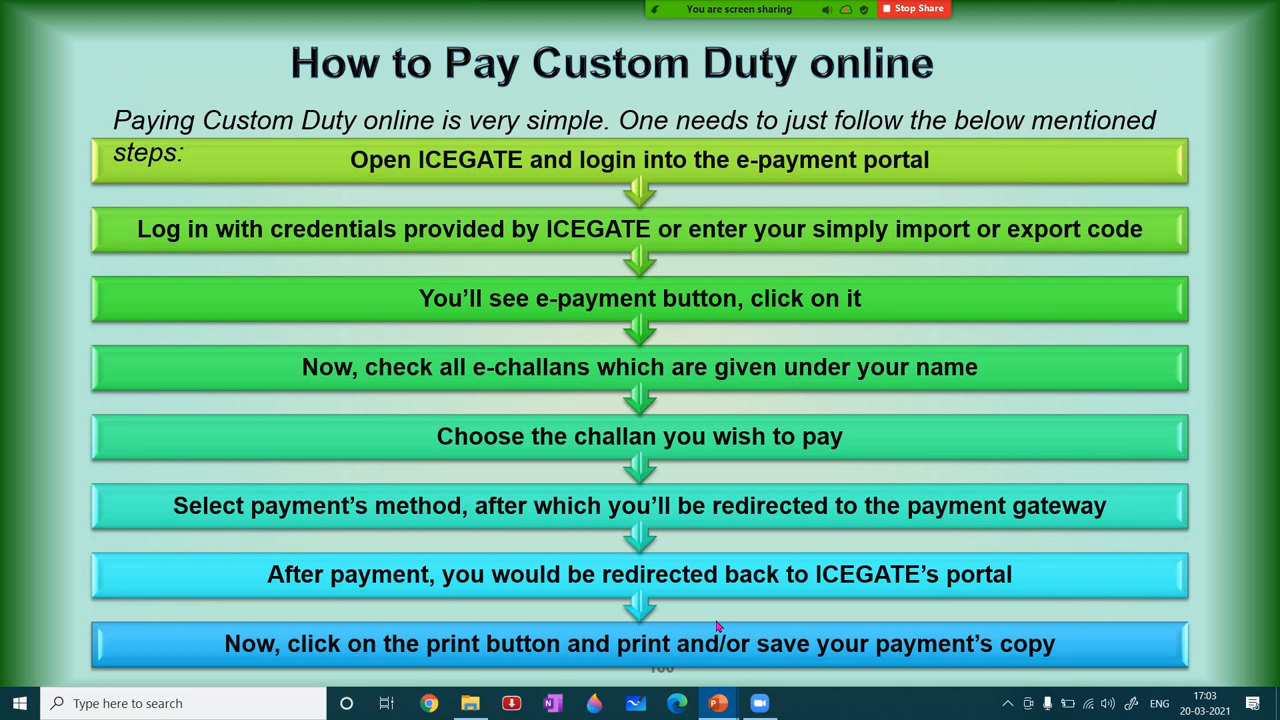 You are screen sharing
Stop Share
How to Pay Custom Duty online
Paying Custom Duty online is very simple. One needs to just follow the below mentioned
steps:
Open ICEGATE and login into the e-payment portal
Log in with credentials provided by ICEGATE or enter your simply import or export code
You’ll see e-payment button, click on it
Now, check all e-challans which are given under your name
Choose the challan you wish to pay
Select payment’s method, after which you’ll be redirected to the payment gateway
After payment, you would be redirected back to ICEGATE’s portal
Now, click on the print button and print and/or save your payment’s copy
Type here to search
ENG
17:03
20-03-2021